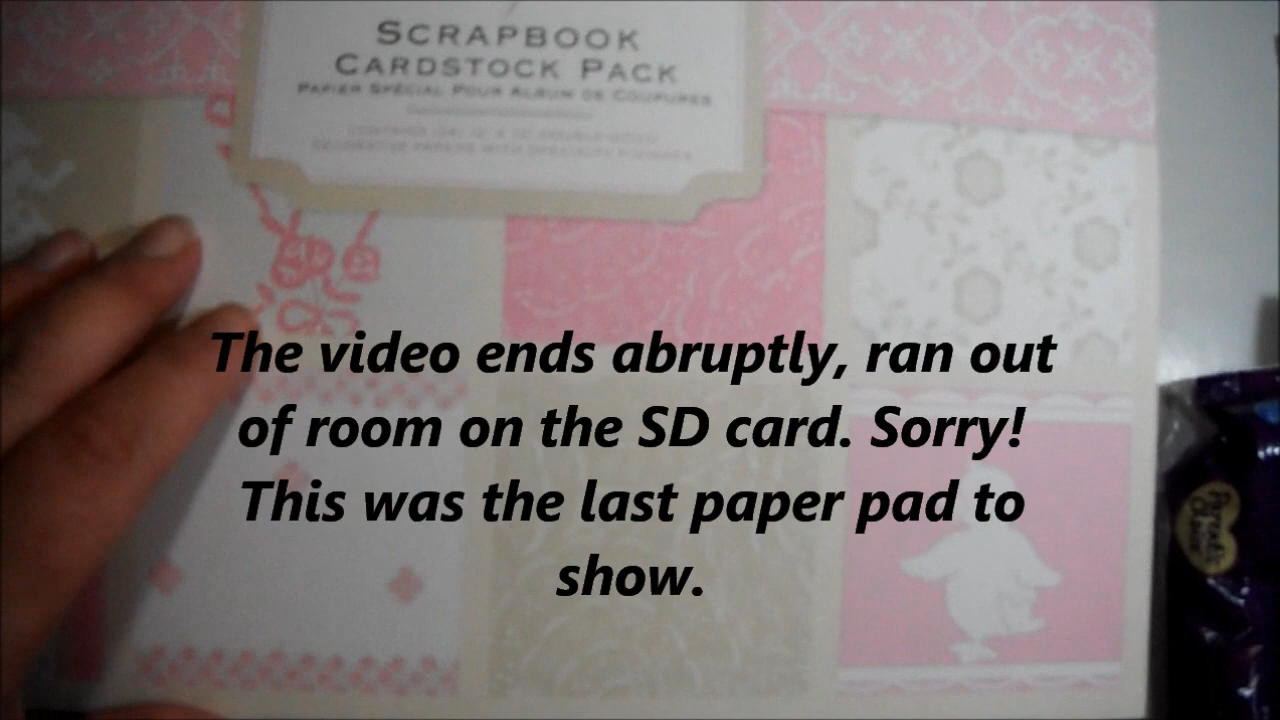 SCRAPBOOK
CARDSTOCK PACK
PAPIER SPÉCIAL POUR ALBUM DE COUPURES
The video ends abruptly, ran out
of room on the SD card. Sorry!
This was the last paper pad to
show.